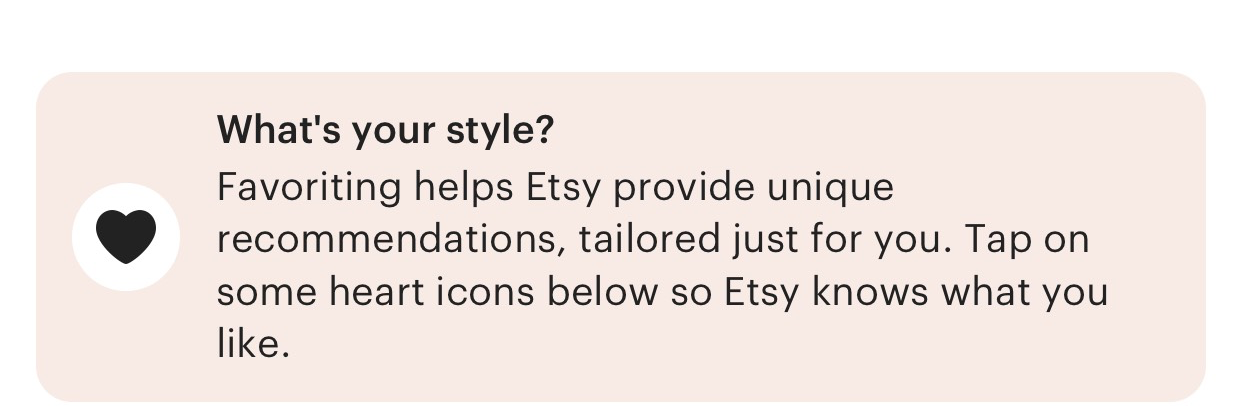 What's your style?
Favoriting helps Etsy provide unique
recommendations, tailored just for you. Tap on
some heart icons below so Etsy knows what you
like.